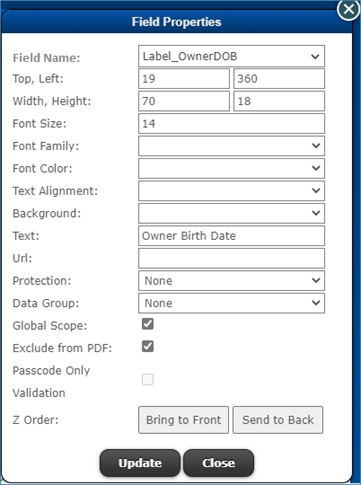 Field Properties
Field Name: Label_OwnerDOB
Top, Left: 19 360
Width, Height: 70 18
Font Size: 14
Font Family:
Font Color:
Text Alignment:
Background:
Text: Owner Birth Date
Url:
Protection: None
Data Group: None
Global Scope:
Exclude from PDF:
Passcode Only
Validation
Z Order: Bring to Front Send to Back
Update Close